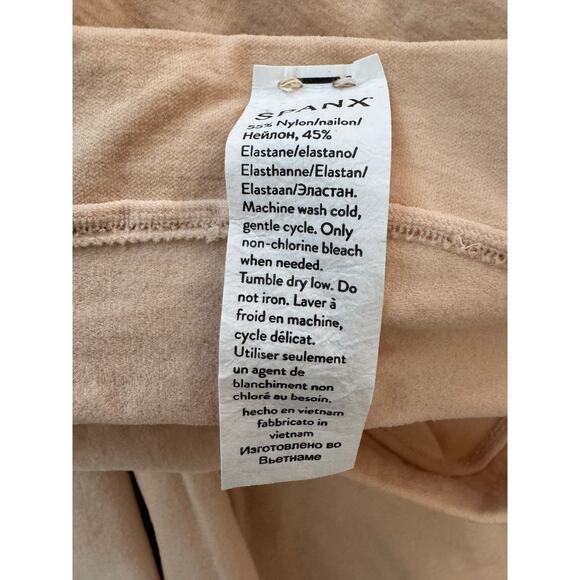 SPANX
55% Nylon/nailon/
Нейлон, 45%
Elastane/elastano/
Elasthanne/Elastan/
Elastaan/Эластан.
Machine wash cold,
gentle cycle. Only
non-chlorine bleach
when needed.
Tumble dry low. Do
not iron. Laver à
froid en machine,
cycle délicat.
Utiliser seulement
un agent de
blanchiment non
chloré au besoin.
hecho en vietnam
fabbricato in
vietnam
Изготовлено во
Вьетнаме